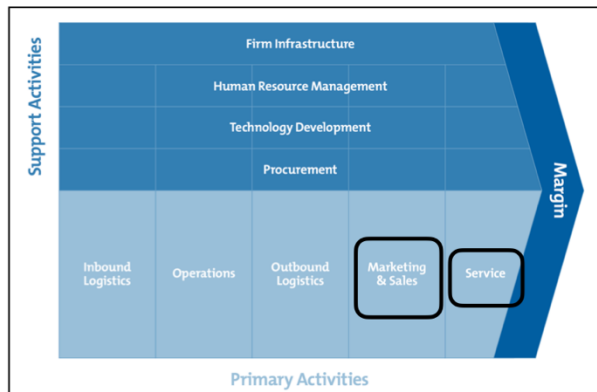 Support Activities
Firm Infrastructure
Human Resource Management
Technology Development
Procurement
Inbound
Logistics
Operations
Outbound
Logistics
Marketing
& Sales
Service
Margin
Primary Activities